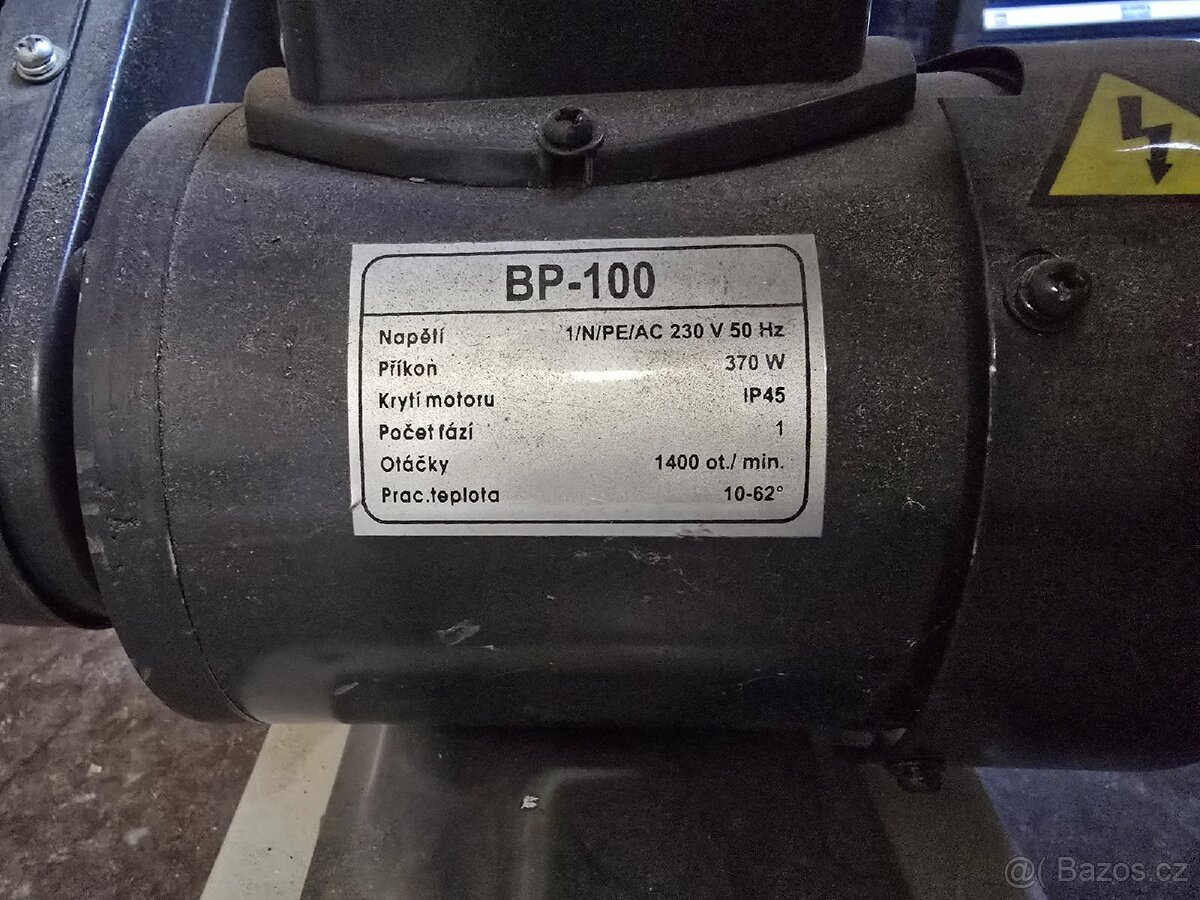 BP-100
Napětí 1/N/PE/AC 230 V 50 Hz
Příkon 370 W
Krytí motoru IP45
Počet fází 1
Otáčky 1400 ot./ min.
Prac.teplota 10-62°
@( Bazos.cz